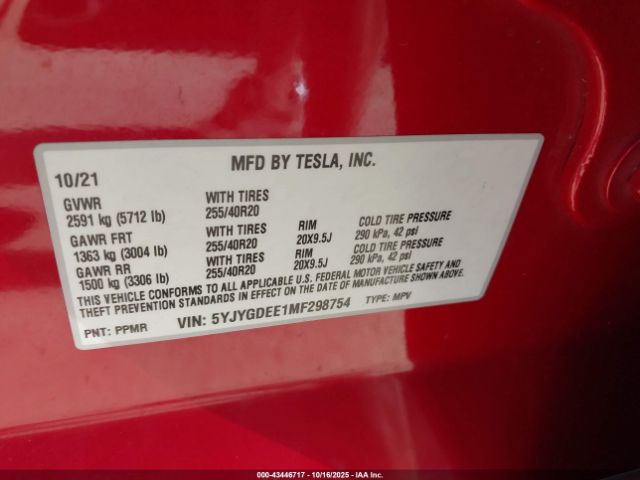 MFD BY TESLA, INC.
10/21
GVWR WITH TIRES
2591 kg (5712 lb) 255/40R20
GAWR FRT WITH TIRES RIM COLD TIRE PRESSURE
1363 kg (3004 lb) 255/40R20 20X9.5J 290 kPa, 42 psi
GAWR RR WITH TIRES RIM COLD TIRE PRESSURE
1500 kg (3306 lb) 255/40R20 20X9.5J 290 kPa, 42 psi
THIS VEHICLE CONFORMS TO ALL APPLICABLE U.S. FEDERAL MOTOR VEHICLE SAFETY AND
THEFT PREVENTION STANDARDS IN EFFECT ON THE DATE OF MANUFACTURE SHOWN ABOVE.
PNT: PPMR VIN: 5YJYGDEE1MF298754 TYPE: MPV
000-43446717 - 10/16/2025 - IAA Inc.